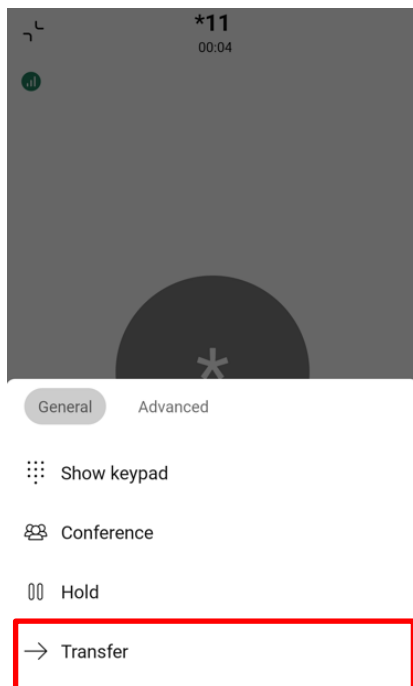 *11
00:04
*
General Advanced
Show keypad
Conference
Hold
Transfer